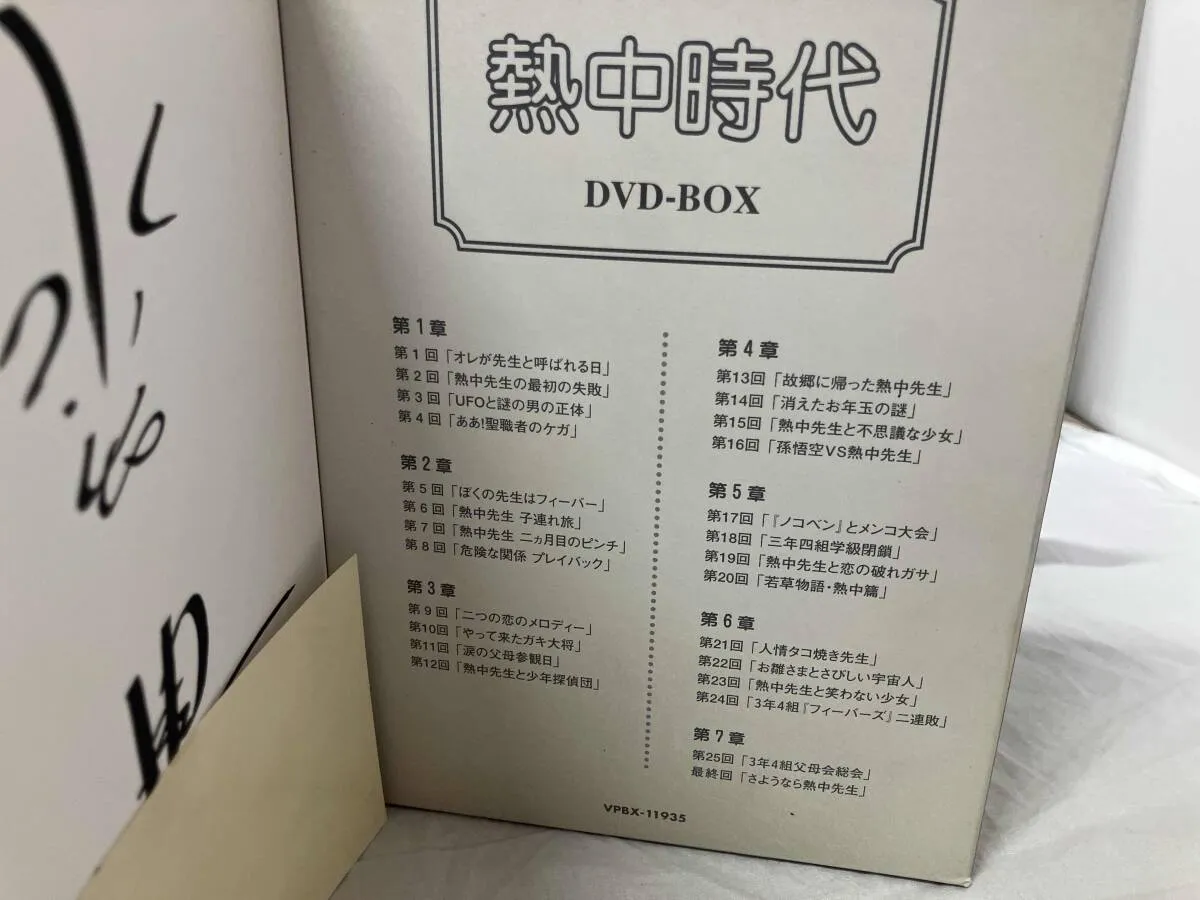 熱中時代
DVD-BOX
第1章
第1回「オレが先生と呼ばれる日」
第2回「熱中先生の最初の失敗」
第3回「UFOと謎の男の正体」
第4回「ああ!聖職者のケガ」
第2章
第5回「ぼくの先生はフィーバー」
第6回「熱中先生 子連れ旅」
第7回「熱中先生 二ヵ月目のピンチ」
第8回「危険な関係 プレイバック」
第3章
第9回「二つの恋のメロディー」
第10回「やって来たガキ大将」
第11回「涙の父母参観日」
第12回「熱中先生と少年探偵団」
第4章
第13回「故郷に帰った熱中先生」
第14回「消えたお年玉の謎」
第15回「熱中先生と不思議な少女」
第16回「孫悟空VS熱中先生」
第5章
第17回「『ノコベン』とメンコ大会」
第18回「三年四組学級閉鎖」
第19回「熱中先生と恋の破れガサ」
第20回「若草物語・熱中篇」
第6章
第21回「人情タコ焼き先生」
第22回「お雛さまとさびしい宇宙人」
第23回「熱中先生と笑わない少女」
第24回「3年4組『フィーバーズ』二連敗」
第7章
第25回「3年4組父母会総会」
最終回「さようなら熱中先生」
VPBX-11935